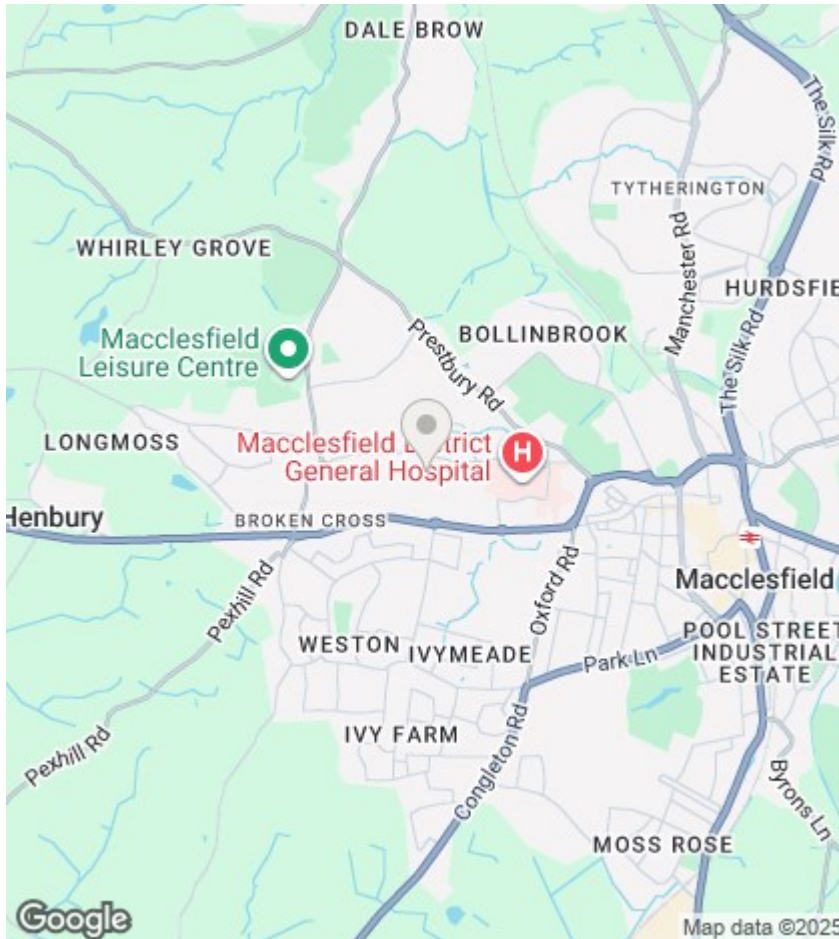 DALE BROW
The Silk Rd
TYTHERINGTON
Manchester Rd
WHIRLEY GROVE
HURDSFIE
Macclesfield
Leisure Centre
Prestbury Rd
BOLLINBROOK
The Silk Rd
LONGMOSS
Macclesfield District
General Hospital
H
Henbury
BROKEN CROSS
Oxford Rd
Macclesfield
Pexhill Rd
WESTON
IVYMEADE
Park Ln
POOL STREET
INDUSTRIAL
ESTATE
IVY FARM
Pexhill Rd
Congleton Rd
Byrons Ln
MOSS ROSE
Google
Map data ©2025